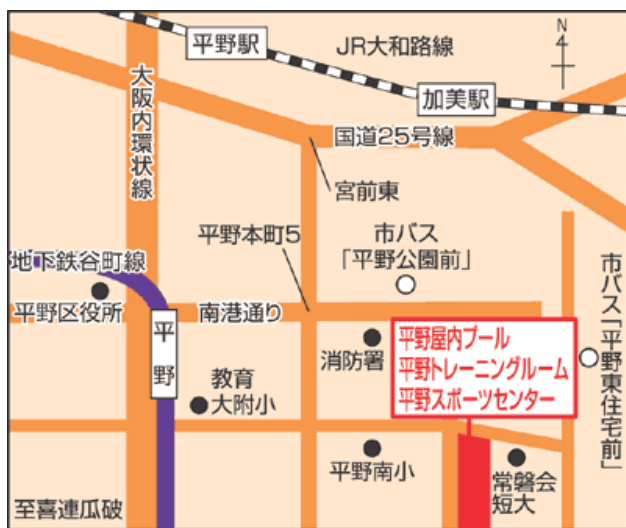 平野駅
JR大和路線
N
加美駅
大阪内環状線
国道25号線
宮前東
平野本町5
市バス
「平野公園前」
地下鉄谷町線
平野区役所
南港通り
市バス「平野東住宅前」
平野
消防署
平野屋内プール
平野トレーニングルーム
平野スポーツセンター
教育
大附小
平野南小
常磐会
短大
至喜連瓜破